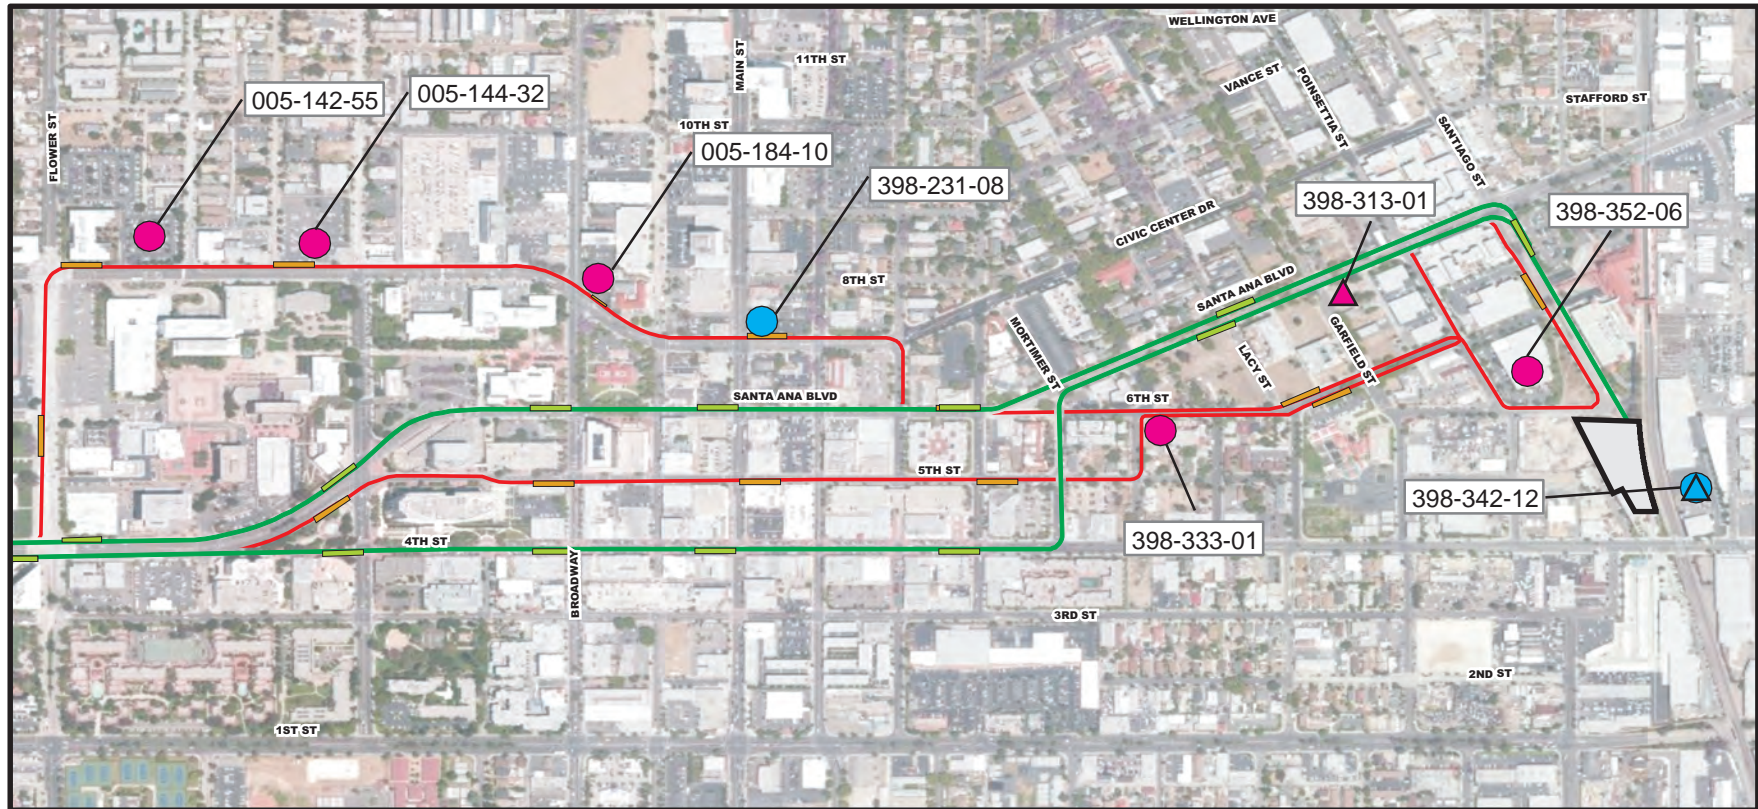 WELLINGTON AVE
MAIN ST
11TH ST
VANCE ST
POINSETTIA ST
STAFFORD ST
005-142-55
005-144-32
FLOWER ST
10TH ST
SANTIAGO ST
005-184-10
398-231-08
398-313-01
398-352-06
CIVIC CENTER DR
8TH ST
SANTA ANA BLVD
MORTIMER ST
GARFIELD ST
LACY ST
SANTA ANA BLVD
6TH ST
5TH ST
398-342-12
4TH ST
398-333-01
BROADWAY
3RD ST
2ND ST
1ST ST